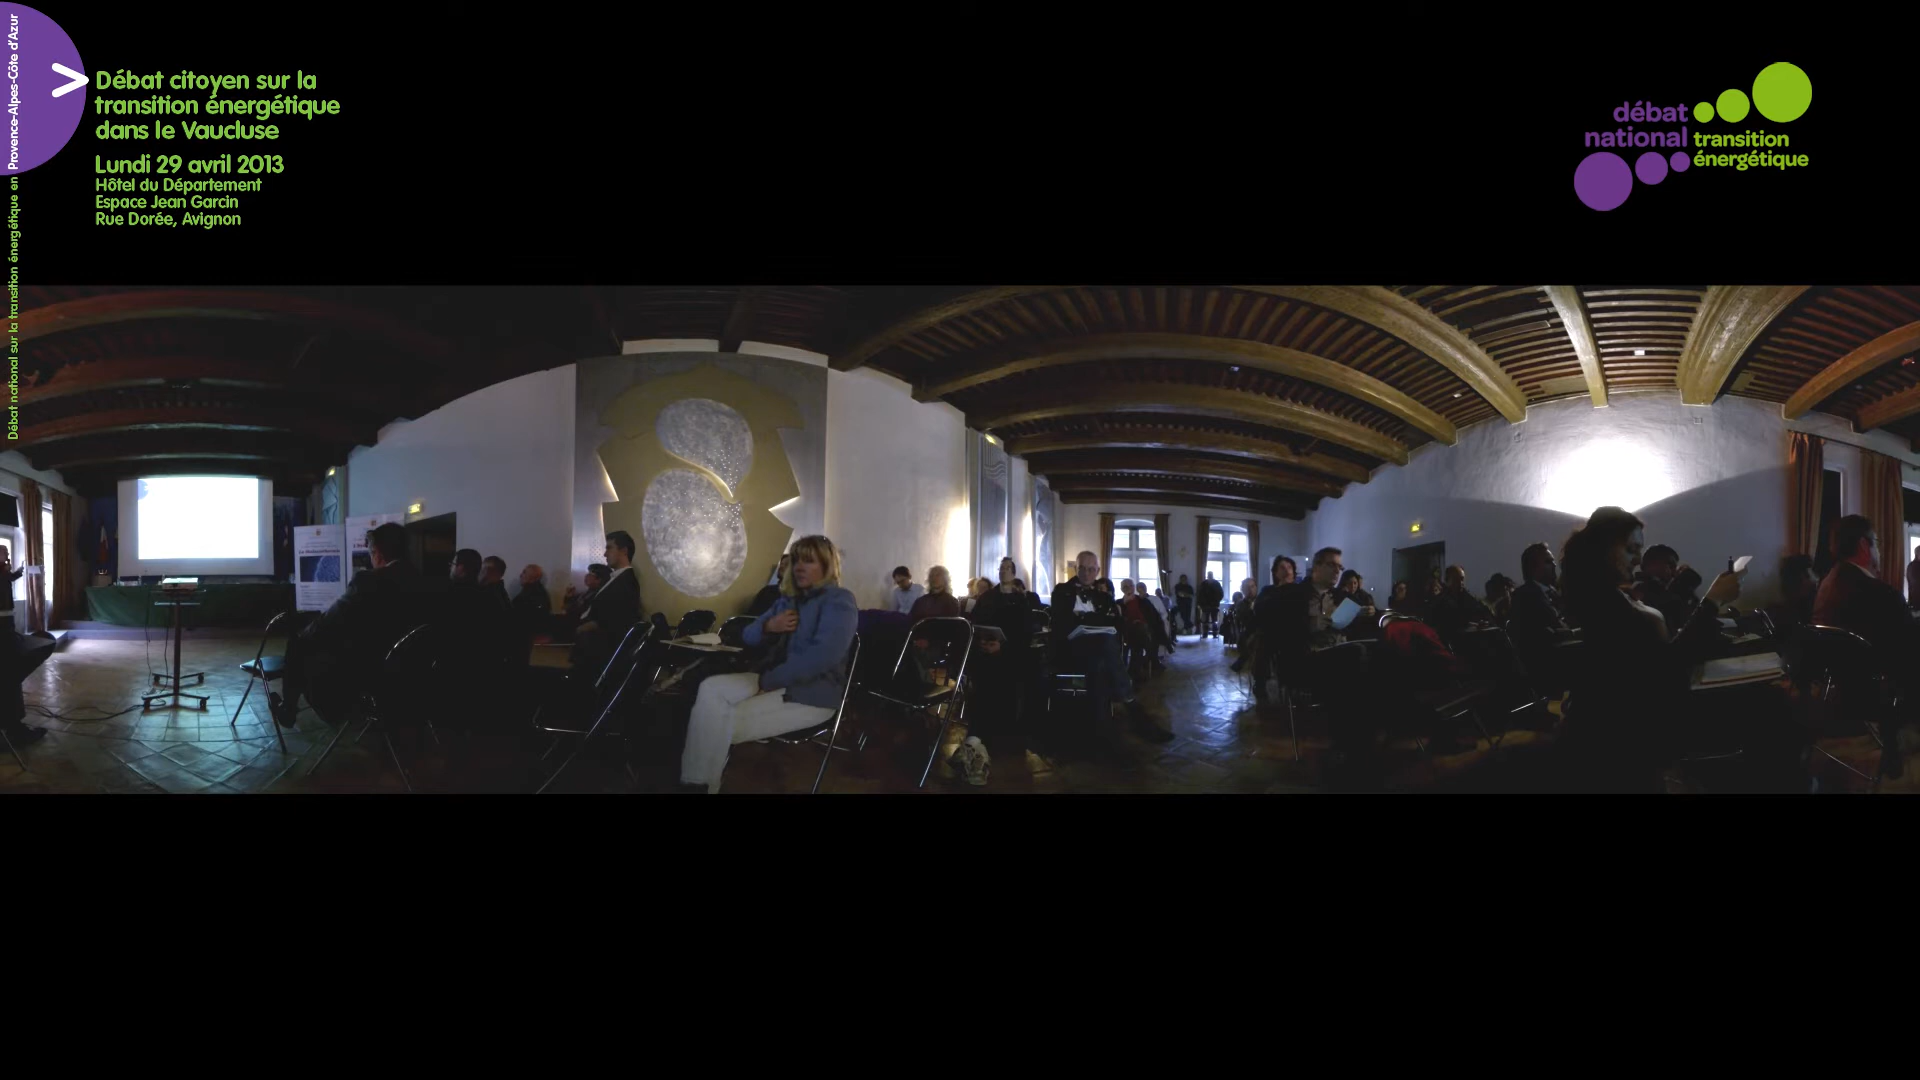 Débat national sur la transition énergétique en Provence-Alpes-Côte d'Azur
>
Débat citoyen sur la
transition énergétique
dans le Vaucluse
Lundi 29 avril 2013
Hôtel du Département
Espace Jean Garcin
Rue Dorée, Avignon
débat
national transition
énergétique